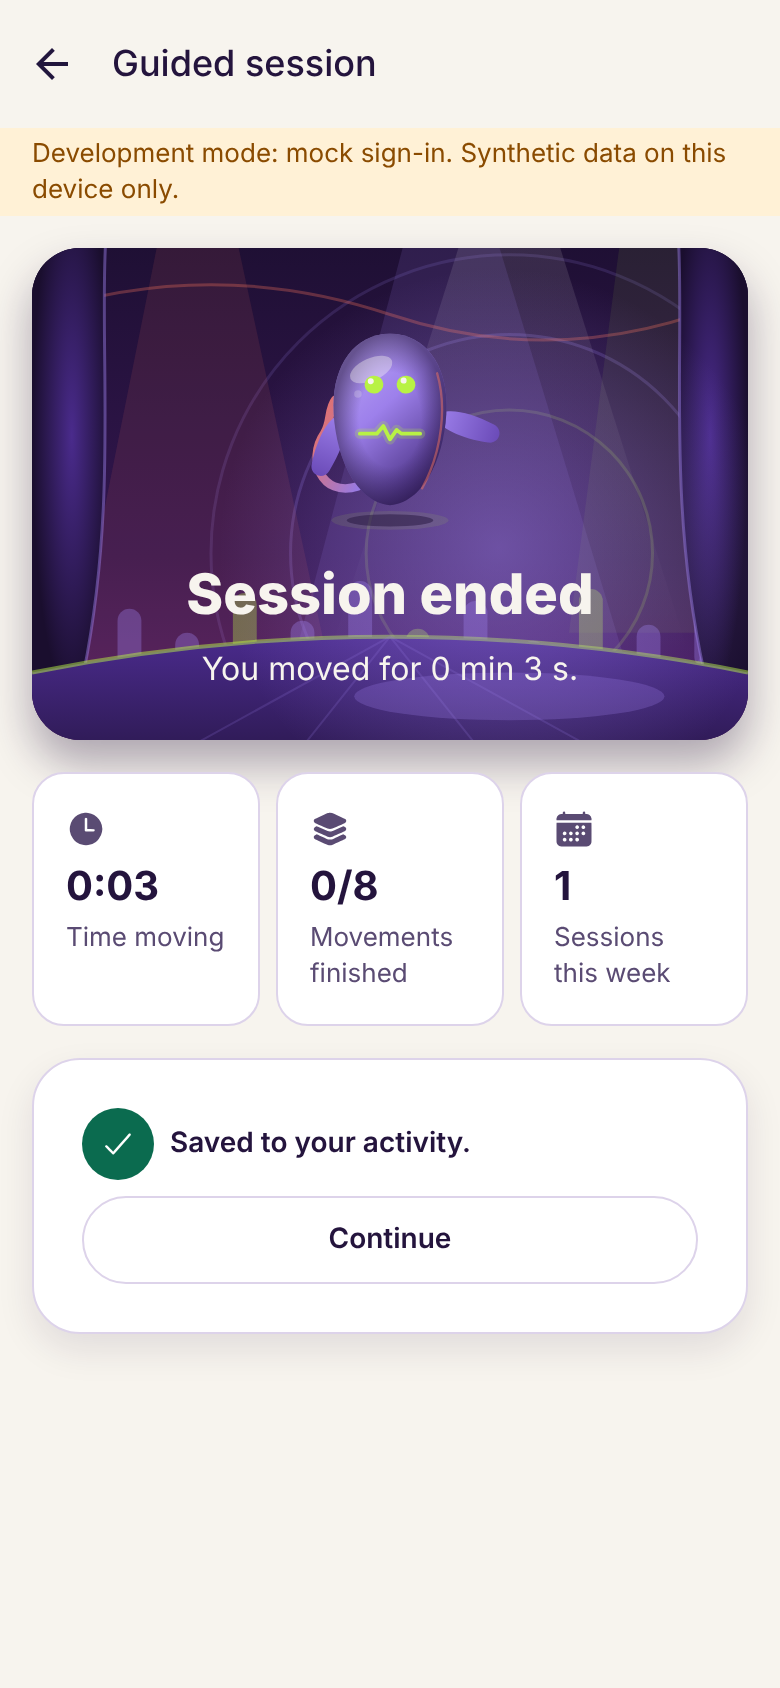 Guided session
Development mode: mock sign-in. Synthetic data on this
device only.
Session ended
You moved for 0 min 3 s.
0:03
Time moving
0/8
Movements
finished
1
Sessions
this week
Saved to your activity.
Continue